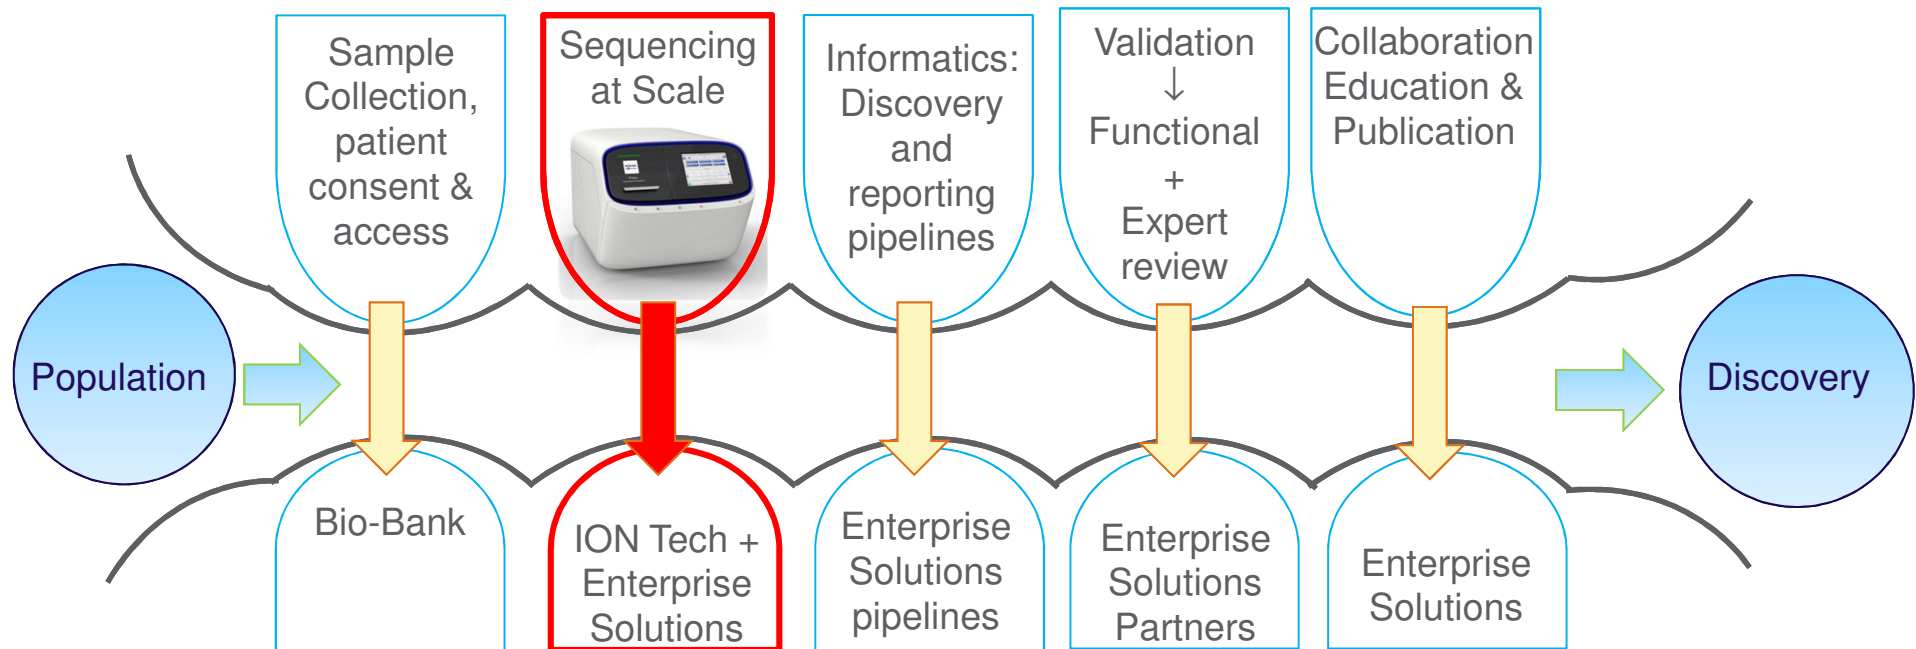 Sample
Collection,
patient
consent &
access
Sequencing
at Scale
Informatics:
Discovery
and
reporting
pipelines
Validation
↓
Functional
+
Expert
review
Collaboration
Education &
Publication
Population
Discovery
Bio-Bank
ION Tech +
Enterprise
Solutions
Enterprise
Solutions
pipelines
Enterprise
Solutions
Partners
Enterprise
Solutions